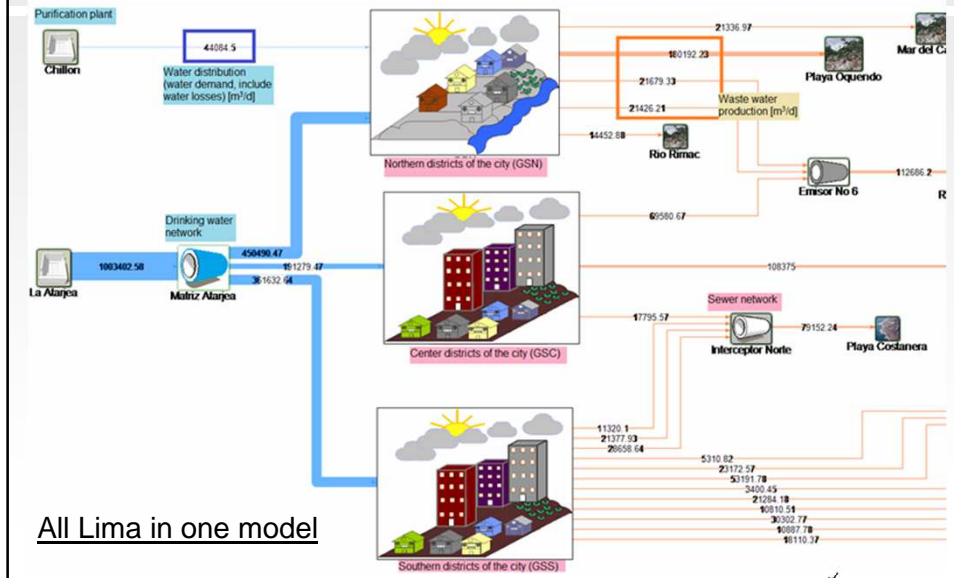 Purification plant
Chillon
44084.5
Water distribution
(water demand, include
water losses) [m³/d]
21336.97
180192.23
21679.33
21426.21
14452.88
Mar del Ca
Playa Oquendo
Waste water
production [m³/d]
Rio Rimac
Northern districts of the city (GSN)
Emisor No 6
112686.2
R
Drinking water
network
La Atarjea
1003402.58
Matriz Atarjea
450490.47
191279.47
361632.64
69580.67
108375
17795.57
Center districts of the city (GSC)
Sewer network
Interceptor Norte
79152.24
Playa Costanera
11320.1
21377.93
28658.64
5310.82
23172.57
53191.78
3400.45
21284.18
10810.51
30302.77
10887.78
18110.37
Southern districts of the city (GSS)
All Lima in one model